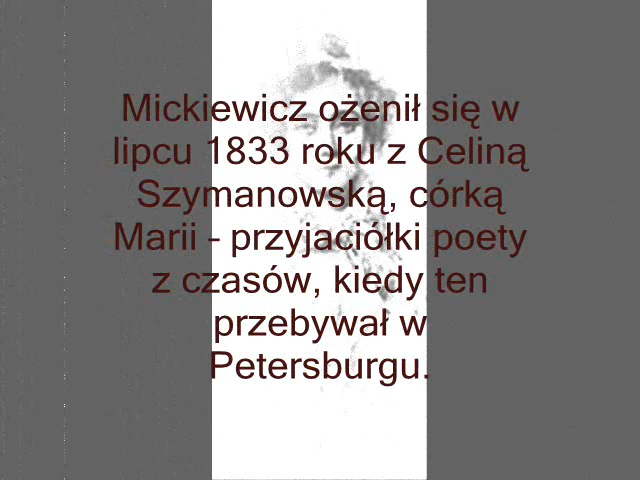 Mickiewicz ożenił się w
lipcu 1833 roku z Celiną
Szymanowską, córką
Marii - przyjaciółki poety
z czasów, kiedy ten
przebywał w
Petersburgu.